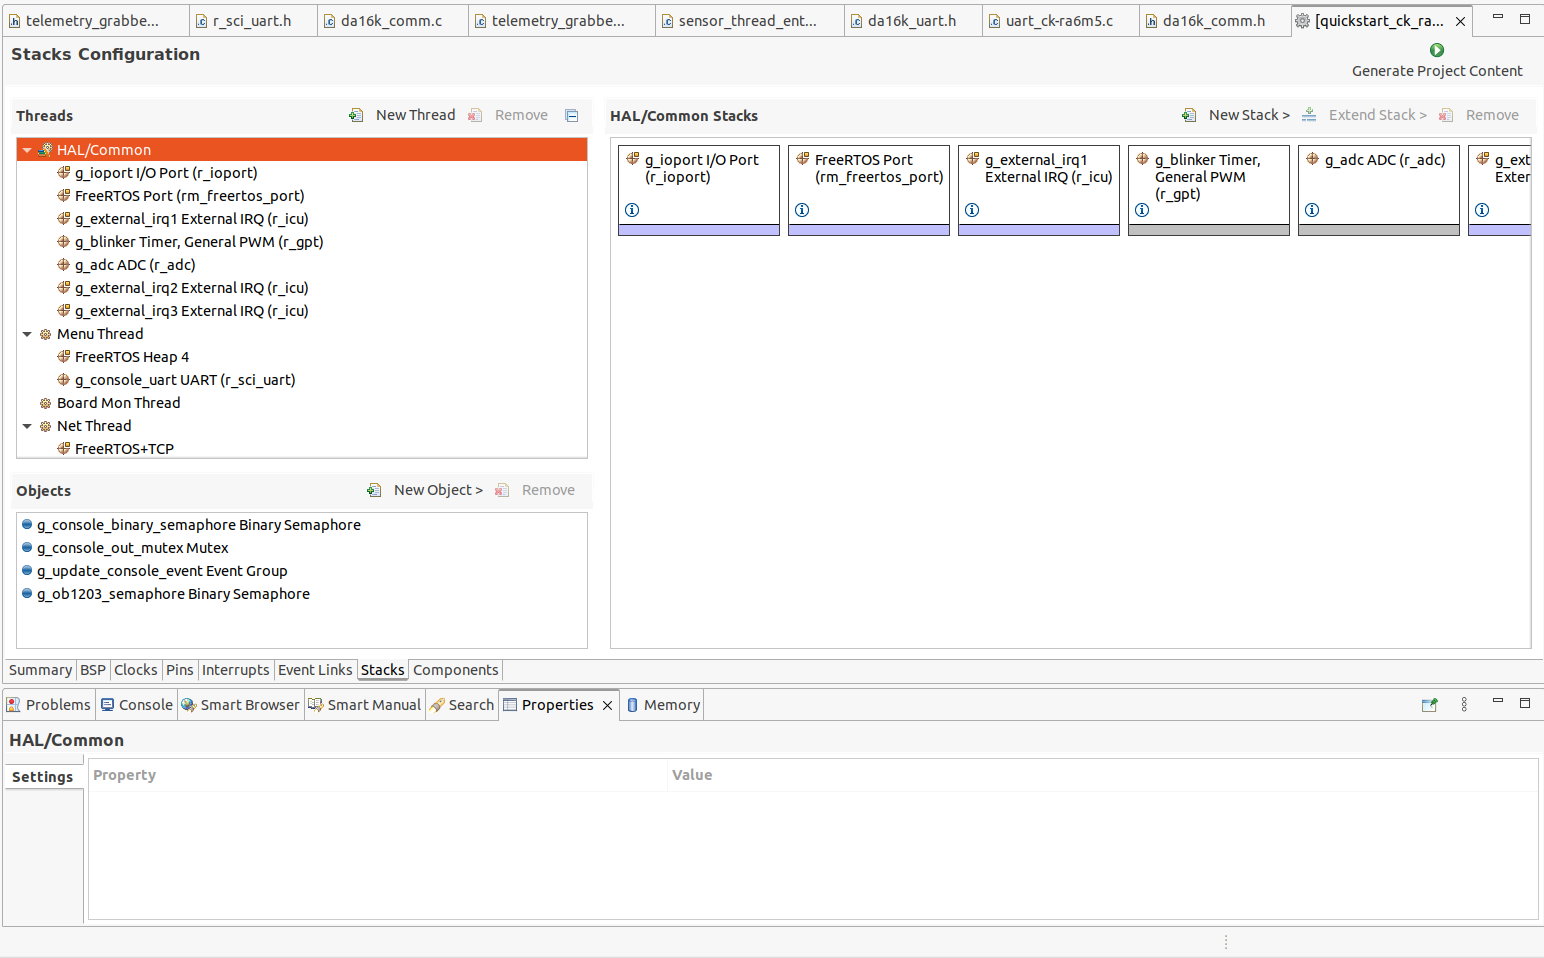 telemetry_grabbe...
r_sci_uart.h
da16k_comm.c
telemetry_grabbe...
sensor_thread_ent...
da16k_uart.h
uart_ck-ra6m5.c
da16k_comm.h
[quickstart_ck_ra...
Stacks Configuration
Generate Project Content
Threads
New Thread
Remove
HAL/Common
g_ioport I/O Port (r_ioport)
FreeRTOS Port (rm_freertos_port)
g_external_irq1 External IRQ (r_icu)
g_blinker Timer, General PWM (r_gpt)
g_adc ADC (r_adc)
g_external_irq2 External IRQ (r_icu)
g_external_irq3 External IRQ (r_icu)
Menu Thread
FreeRTOS Heap 4
g_console_uart UART (r_sci_uart)
Board Mon Thread
Net Thread
FreeRTOS+TCP
HAL/Common Stacks
New Stack >
Extend Stack >
Remove
g_ioport I/O Port
(r_ioport)
FreeRTOS Port
(rm_freertos_port)
g_external_irq1
External IRQ (r_icu)
g_blinker Timer,
General PWM
(r_gpt)
g_adc ADC (r_adc)
g_ext
Exter
Objects
New Object >
Remove
g_console_binary_semaphore Binary Semaphore
g_console_out_mutex Mutex
g_update_console_event Event Group
g_ob1203_semaphore Binary Semaphore
Summary
BSP
Clocks
Pins
Interrupts
Event Links
Stacks
Components
Problems
Console
Smart Browser
Smart Manual
Search
Properties
Memory
HAL/Common
Settings
Property
Value